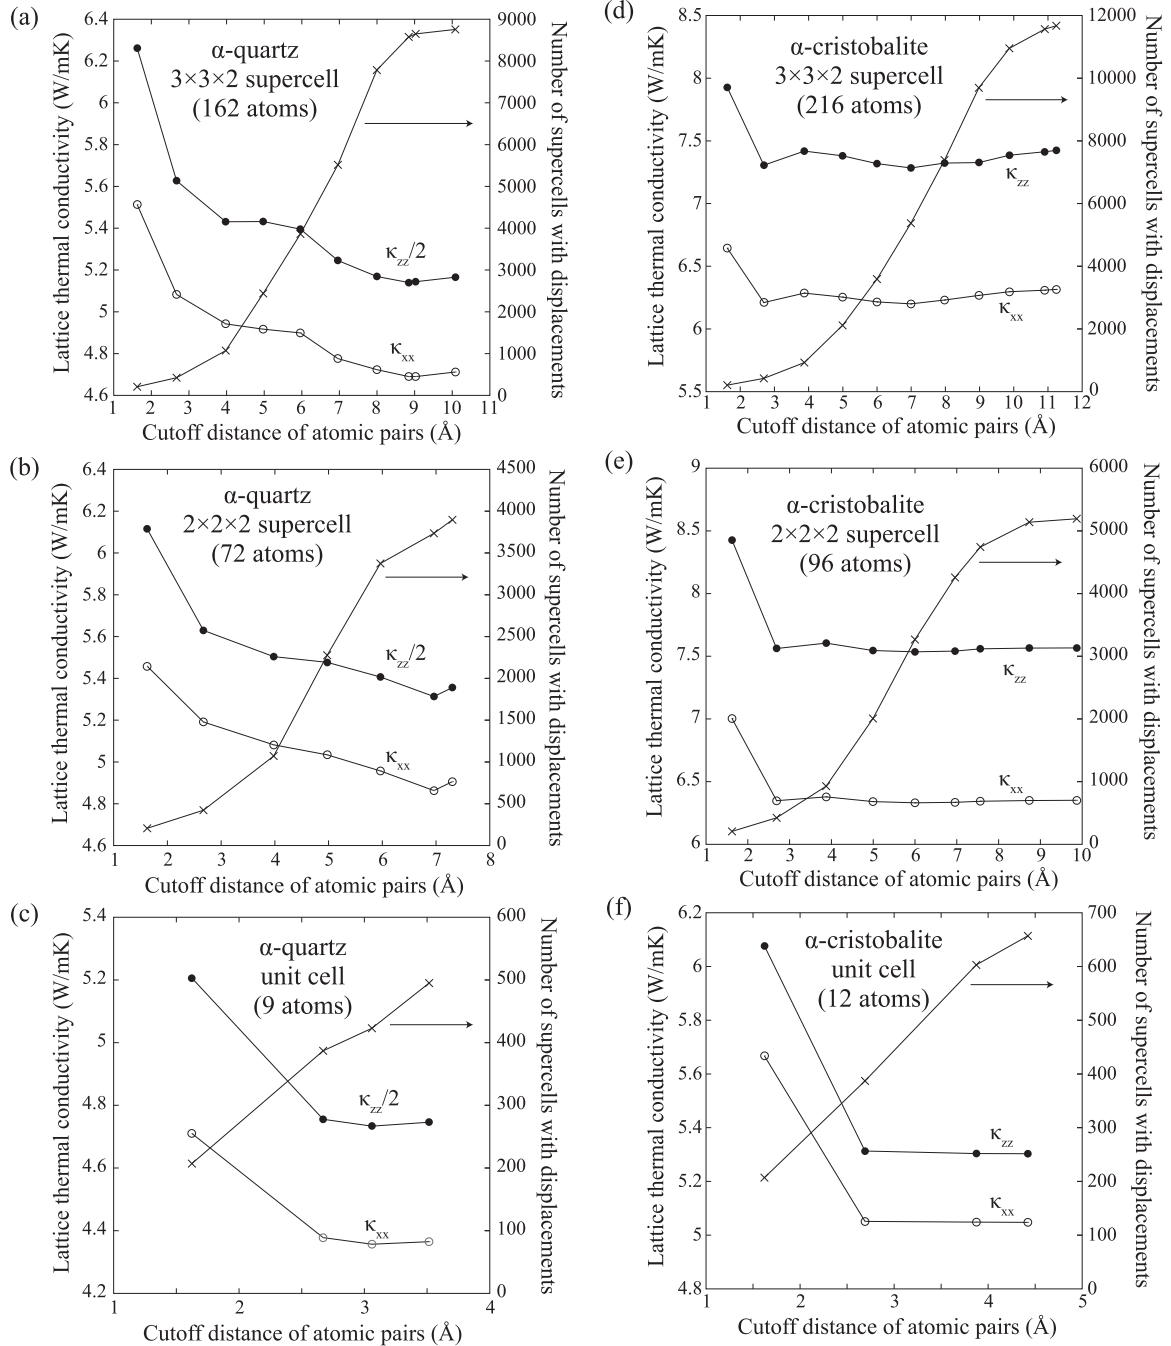 (a)
6.4
6.2
6
5.8
5.6
5.4
5.2
5
4.8
4.6
Lattice thermal conductivity (W/mK)
α-quartz
3×3×2 supercell
(162 atoms)
κzz/2
κxx
9000
8000
7000
6000
5000
4000
3000
2000
1000
0
Number of supercells with displacements
1 2 3 4 5 6 7 8 9 10 11
Cutoff distance of atomic pairs (Å)
(b)
6.4
6.2
6
5.8
5.6
5.4
5.2
5
4.8
4.6
Lattice thermal conductivity (W/mK)
α-quartz
2×2×2 supercell
(72 atoms)
κzz/2
κxx
4500
4000
3500
3000
2500
2000
1500
1000
500
0
Number of supercells with displacements
1 2 3 4 5 6 7 8
Cutoff distance of atomic pairs (Å)
(c)
5.4
5.2
5
4.8
4.6
4.4
4.2
Lattice thermal conductivity (W/mK)
α-quartz
unit cell
(9 atoms)
κzz/2
κxx
600
500
400
300
200
100
0
Number of supercells with displacements
1 2 3 4
Cutoff distance of atomic pairs (Å)
(d)
8.5
8
7.5
7
6.5
6
5.5
Lattice thermal conductivity (W/mK)
α-cristobalite
3×3×2 supercell
(216 atoms)
κzz
κxx
12000
10000
8000
6000
4000
2000
0
Number of supercells with displacements
1 2 3 4 5 6 7 8 9 10 11 12
Cutoff distance of atomic pairs (Å)
(e)
9
8.5
8
7.5
7
6.5
6
Lattice thermal conductivity (W/mK)
α-cristobalite
2×2×2 supercell
(96 atoms)
κzz
κxx
6000
5000
4000
3000
2000
1000
0
Number of supercells with displacements
1 2 3 4 5 6 7 8 9 10
Cutoff distance of atomic pairs (Å)
(f)
6.2
6
5.8
5.6
5.4
5.2
5
4.8
Lattice thermal conductivity (W/mK)
α-cristobalite
unit cell
(12 atoms)
κzz
κxx
700
600
500
400
300
200
100
0
Number of supercells with displacements
1 2 3 4 5
Cutoff distance of atomic pairs (Å)